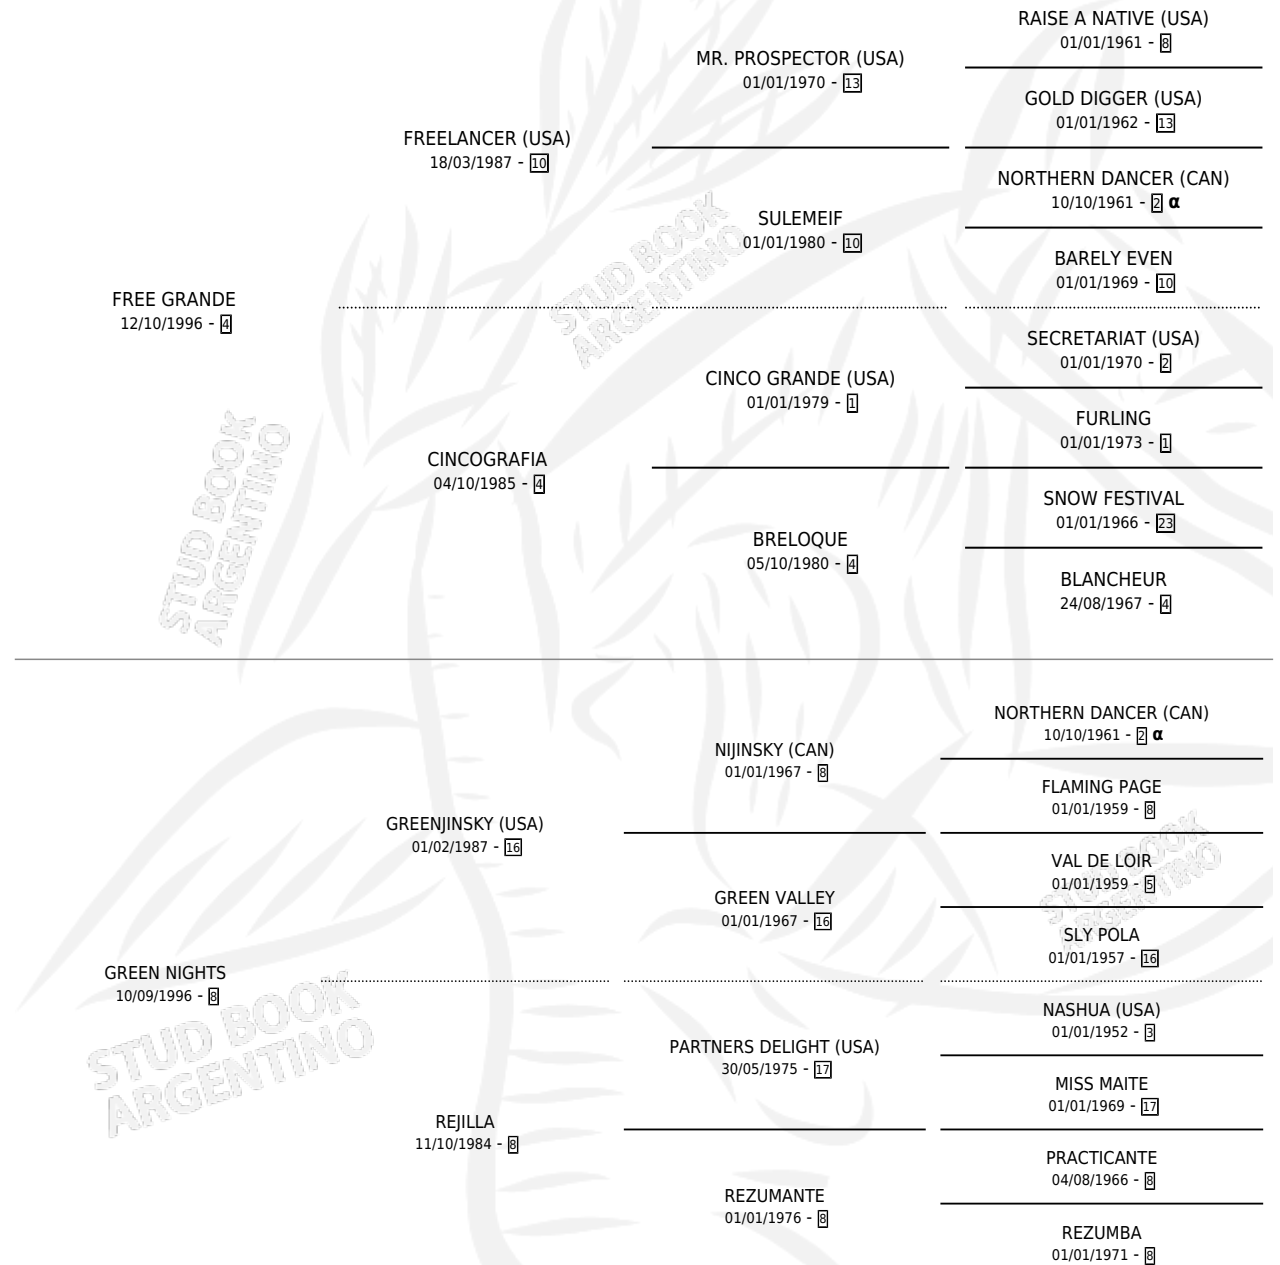 RAISE A NATIVE (USA)
01/01/1961 - 8
MR. PROSPECTOR (USA)
01/01/1970 - 13
GOLD DIGGER (USA)
01/01/1962 - 13
FREELANCER (USA)
18/03/1987 - 10
NORTHERN DANCER (CAN)
10/10/1961 - 2 α
SULEMEIF
01/01/1980 - 10
BARELY EVEN
01/01/1969 - 10
FREE GRANDE
12/10/1996 - 4
STUD BOOK
ARGENTINO
SECRETARIAT (USA)
01/01/1970 - 2
CINCO GRANDE (USA)
01/01/1979 - 1
FURLING
01/01/1973 - 1
CINCOGRAFIA
04/10/1985 - 4
SNOW FESTIVAL
01/01/1966 - 23
BRELOQUE
05/10/1980 - 4
BLANCHEUR
24/08/1967 - 4
STUD BOOK
ARGENTINO
NORTHERN DANCER (CAN)
10/10/1961 - 2 α
NIJINSKY (CAN)
01/01/1967 - 8
FLAMING PAGE
01/01/1959 - 8
GREENJINSKY (USA)
01/02/1987 - 16
VAL DE LOIR
01/01/1959 - 5
GREEN VALLEY
01/01/1967 - 16
SLY POLA
01/01/1957 - 16
STUD BOOK
ARGENTINO
GREEN NIGHTS
10/09/1996 - 8
NASHUA (USA)
01/01/1952 - 3
PARTNERS DELIGHT (USA)
30/05/1975 - 17
MISS MAITE
01/01/1969 - 17
REJILLA
11/10/1984 - 8
PRACTICANTE
04/08/1966 - 8
REZUMANTE
01/01/1976 - 8
REZUMBA
01/01/1971 - 8
STUD BOOK
ARGENTINO